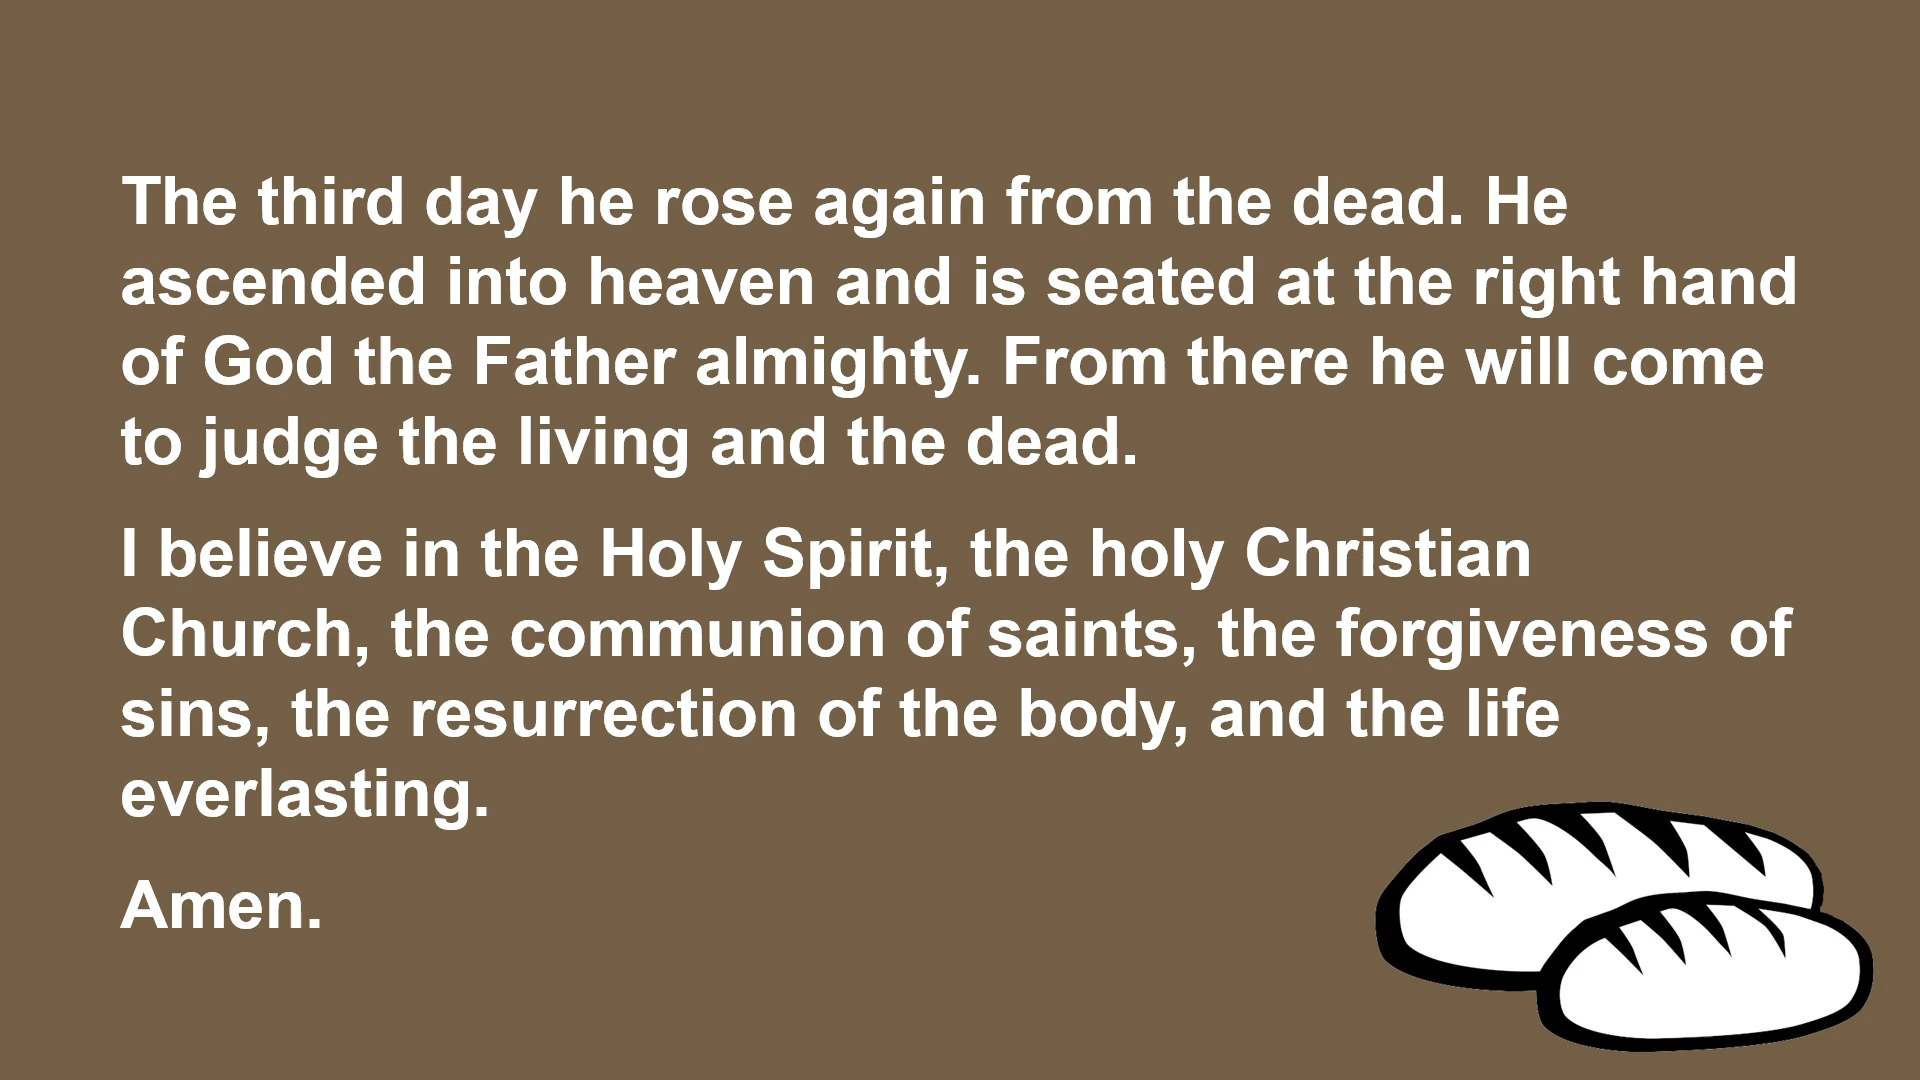 The third day he rose again from the dead. He
ascended into heaven and is seated at the right hand
of God the Father almighty. From there he will come
to judge the living and the dead.
I believe in the Holy Spirit, the holy Christian
Church, the communion of saints, the forgiveness of
sins, the resurrection of the body, and the life
everlasting.
Amen.